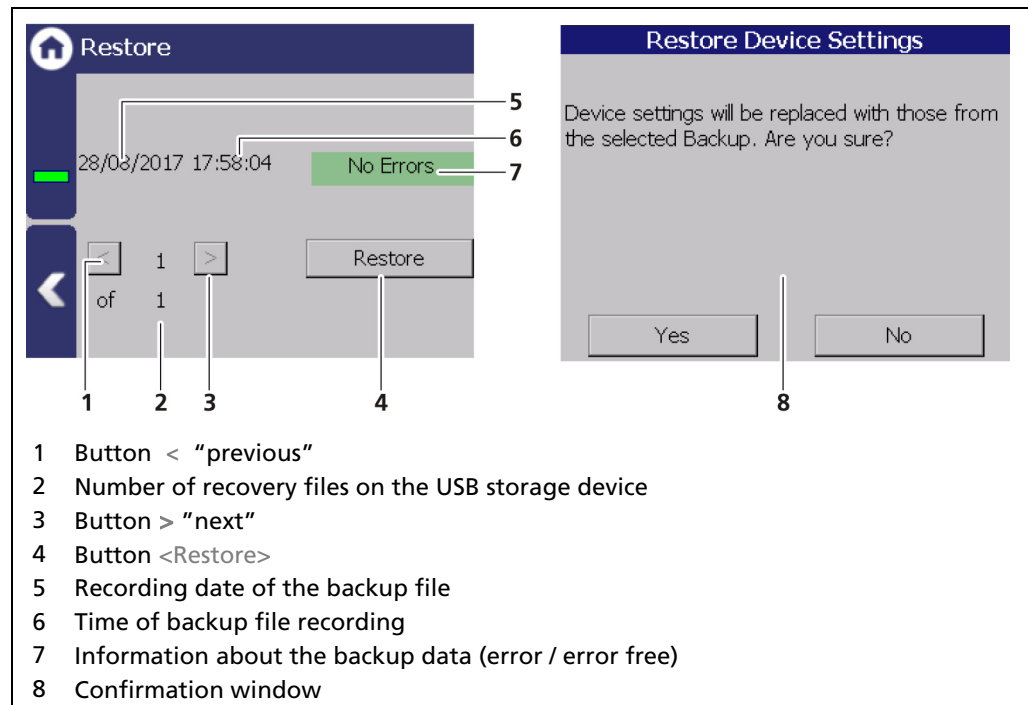 Restore
28/08/2017 17:58:04
No Errors
< 1 >
Restore
of 1
Restore Device Settings
Device settings will be replaced with those from
the selected Backup. Are you sure?
Yes
No
5
6
7
1
2
3
4
8
1 Button < "previous"
2 Number of recovery files on the USB storage device
3 Button > "next"
4 Button <Restore>
5 Recording date of the backup file
6 Time of backup file recording
7 Information about the backup data (error / error free)
8 Confirmation window